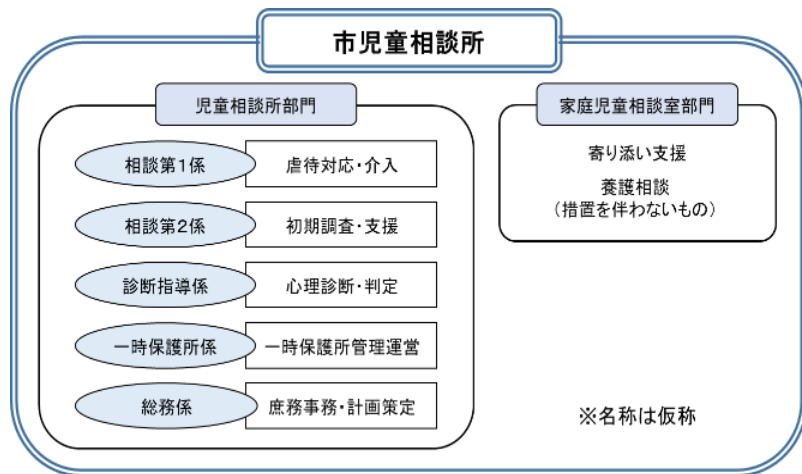 市児童相談所
児童相談所部門
相談第1係 虐待対応・介入
相談第2係 初期調査・支援
診断指導係 心理診断・判定
一時保護所係 一時保護所管理運営
総務係 庶務事務・計画策定
家庭児童相談室部門
寄り添い支援
養護相談
（措置を伴わないもの）
※名称は仮称